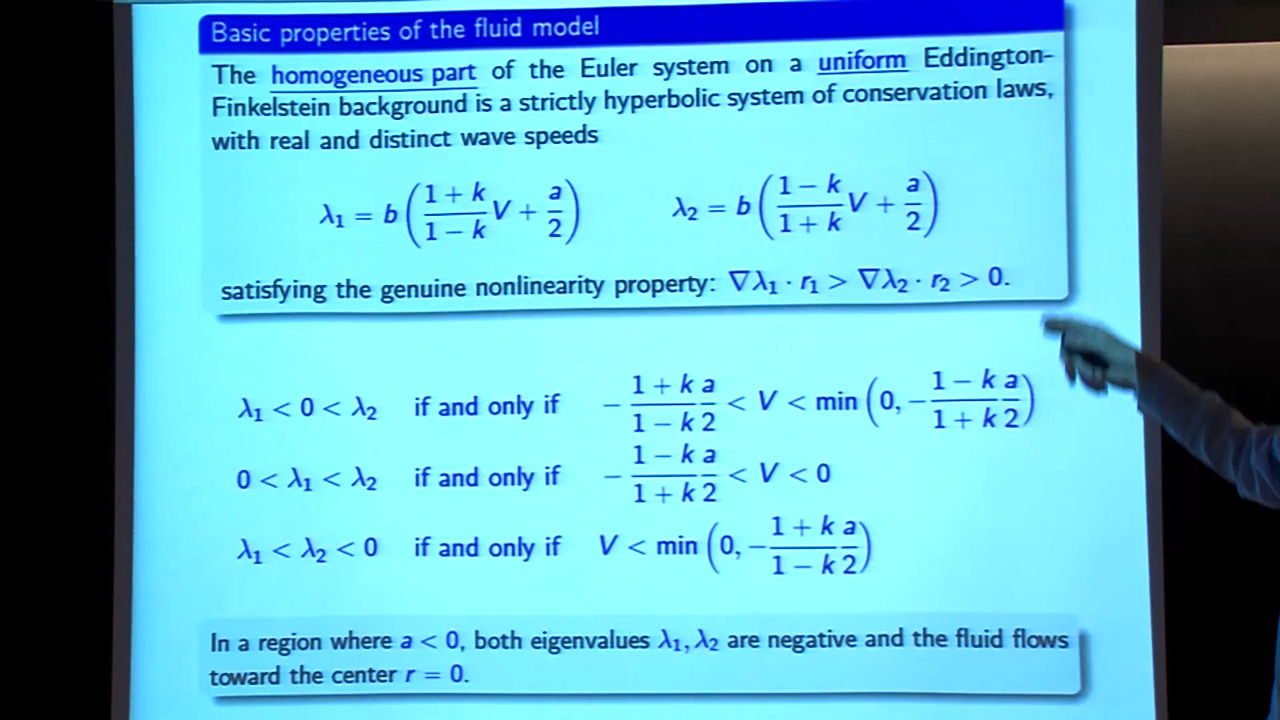 Basic properties of the fluid model
The homogeneous part of the Euler system on a uniform Eddington-
Finkelstein background is a strictly hyperbolic system of conservation laws,
with real and distinct wave speeds
λ₁ = b( (1 + k)/(1 − k) V + a/2 )   λ₂ = b( (1 − k)/(1 + k) V + a/2 )
satisfying the genuine nonlinearity property: ∇λ₁ · r₁ > ∇λ₂ · r₂ > 0.
λ₁ < 0 < λ₂ if and only if − (1 + k)/(1 − k) a/2 < V < min( 0, − (1 − k)/(1 + k) a/2 )
0 < λ₁ < λ₂ if and only if − (1 − k)/(1 + k) a/2 < V < 0
λ₁ < λ₂ < 0 if and only if V < min( 0, − (1 + k)/(1 − k) a/2 )
In a region where a < 0, both eigenvalues λ₁, λ₂ are negative and the fluid flows
toward the center r = 0.